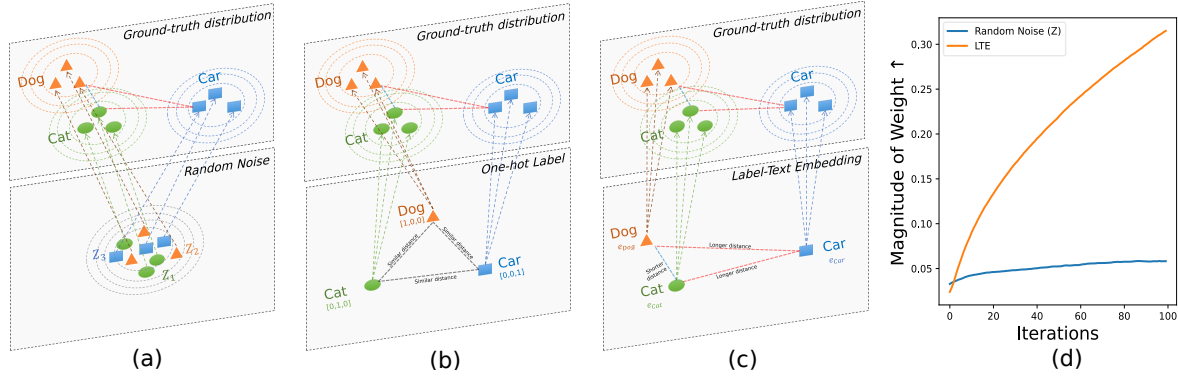 Ground-truth distribution
Dog
Car
Cat
Random Noise
Z3
Z2
Z1
(a)
Ground-truth distribution
Dog
Car
Cat
One-hot Label
Dog
[1,0,0]
Similar distance
Similar distance
Similar distance
Car
[0,0,1]
Cat
[0,1,0]
(b)
Ground-truth distribution
Dog
Car
Cat
Label-Text Embedding
Dog
eDog
Longer distance
Car
eCar
Shorter
distance
Longer distance
Cat
eCat
(c)
Random Noise (Z)
LTE
Magnitude of Weight ↑
0.30
0.25
0.20
0.15
0.10
0.05
0 20 40 60 80 100
Iterations
(d)